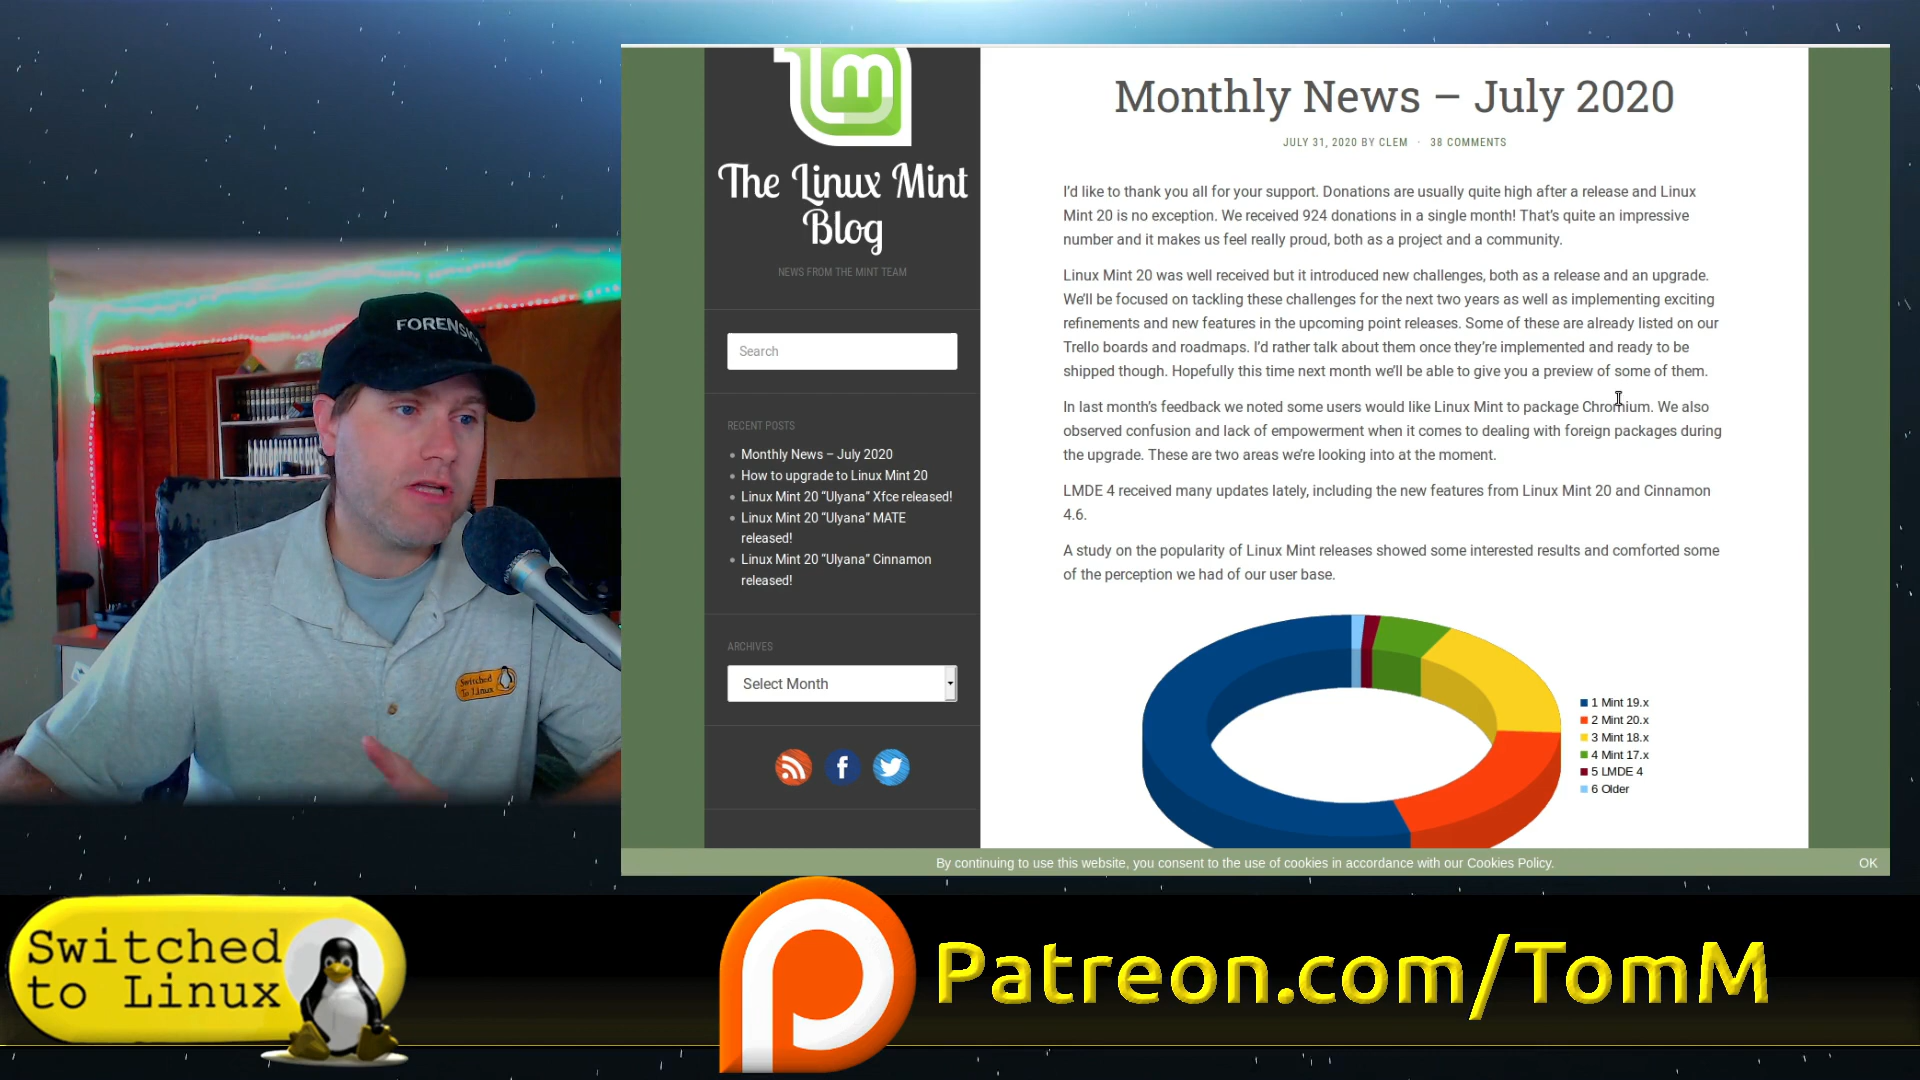 The Linux Mint
Blog
NEWS FROM THE MINT TEAM
Search
RECENT POSTS
Monthly News – July 2020
How to upgrade to Linux Mint 20
Linux Mint 20 “Ulyana” Xfce released!
Linux Mint 20 “Ulyana” MATE
released!
Linux Mint 20 “Ulyana” Cinnamon
released!
ARCHIVES
Select Month
Monthly News – July 2020
JULY 31, 2020 BY CLEM · 38 COMMENTS
I’d like to thank you all for your support. Donations are usually quite high after a release and Linux
Mint 20 is no exception. We received 924 donations in a single month! That’s quite an impressive
number and it makes us feel really proud, both as a project and a community.
Linux Mint 20 was well received but it introduced new challenges, both as a release and an upgrade.
We’ll be focused on tackling these challenges for the next two years as well as implementing exciting
refinements and new features in the upcoming point releases. Some of these are already listed on our
Trello boards and roadmaps. I’d rather talk about them once they’re implemented and ready to be
shipped though. Hopefully this time next month we’ll be able to give you a preview of some of them.
In last month’s feedback we noted some users would like Linux Mint to package Chromium. We also
observed confusion and lack of empowerment when it comes to dealing with foreign packages during
the upgrade. These are two areas we’re looking into at the moment.
LMDE 4 received many updates lately, including the new features from Linux Mint 20 and Cinnamon
4.6.
A study on the popularity of Linux Mint releases showed some interested results and comforted some
of the perception we had of our user base.
1 Mint 19.x
2 Mint 20.x
3 Mint 18.x
4 Mint 17.x
5 LMDE 4
6 Older
By continuing to use this website, you consent to the use of cookies in accordance with our Cookies Policy.
OK
Switched
To Linux
Switched
to Linux
Patreon.com/TomM